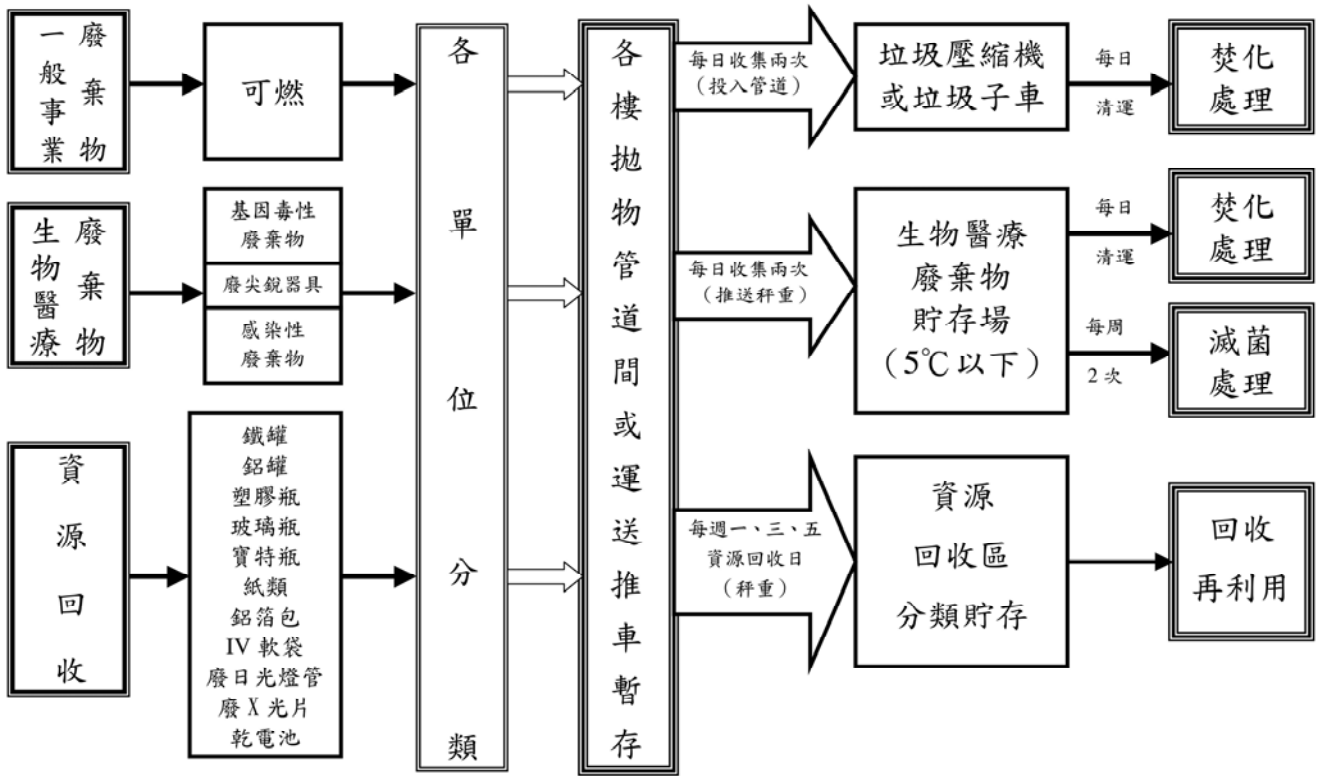 一般事業
廢棄物
可燃
各單位分類
各樓拋物管道間或運送推車暫存
每日收集兩次
（投入管道）
垃圾壓縮機
或垃圾子車
每日
清運
焚化
處理
生物醫療
廢棄物
基因毒性
廢棄物
廢尖銳器具
感染性
廢棄物
每日收集兩次
（推送秤重）
生物醫療
廢棄物
貯存場
（5℃以下）
每日
清運
焚化
處理
每周
2次
滅菌
處理
資源回收
鐵罐
鋁罐
塑膠瓶
玻璃瓶
寶特瓶
紙類
鋁箔包
IV 軟袋
廢日光燈管
廢 X 光片
乾電池
每週一、三、五
資源回收日
（秤重）
資源
回收區
分類貯存
回收
再利用